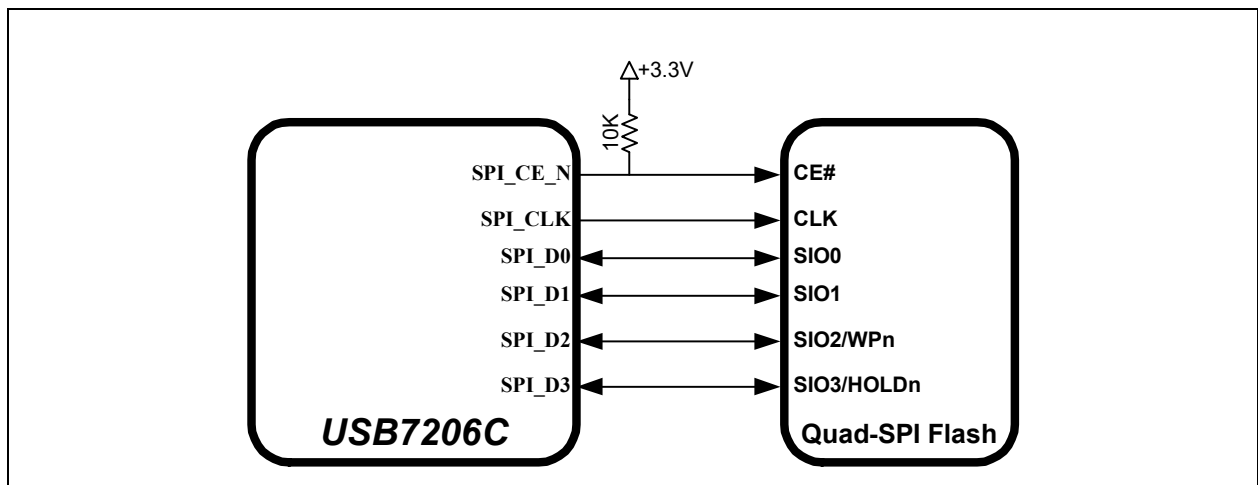 +3.3V
10K
SPI_CE_N CE#
SPI_CLK CLK
SPI_D0 SIO0
SPI_D1 SIO1
SPI_D2 SIO2/WPn
SPI_D3 SIO3/HOLDn
USB7206C Quad-SPI Flash